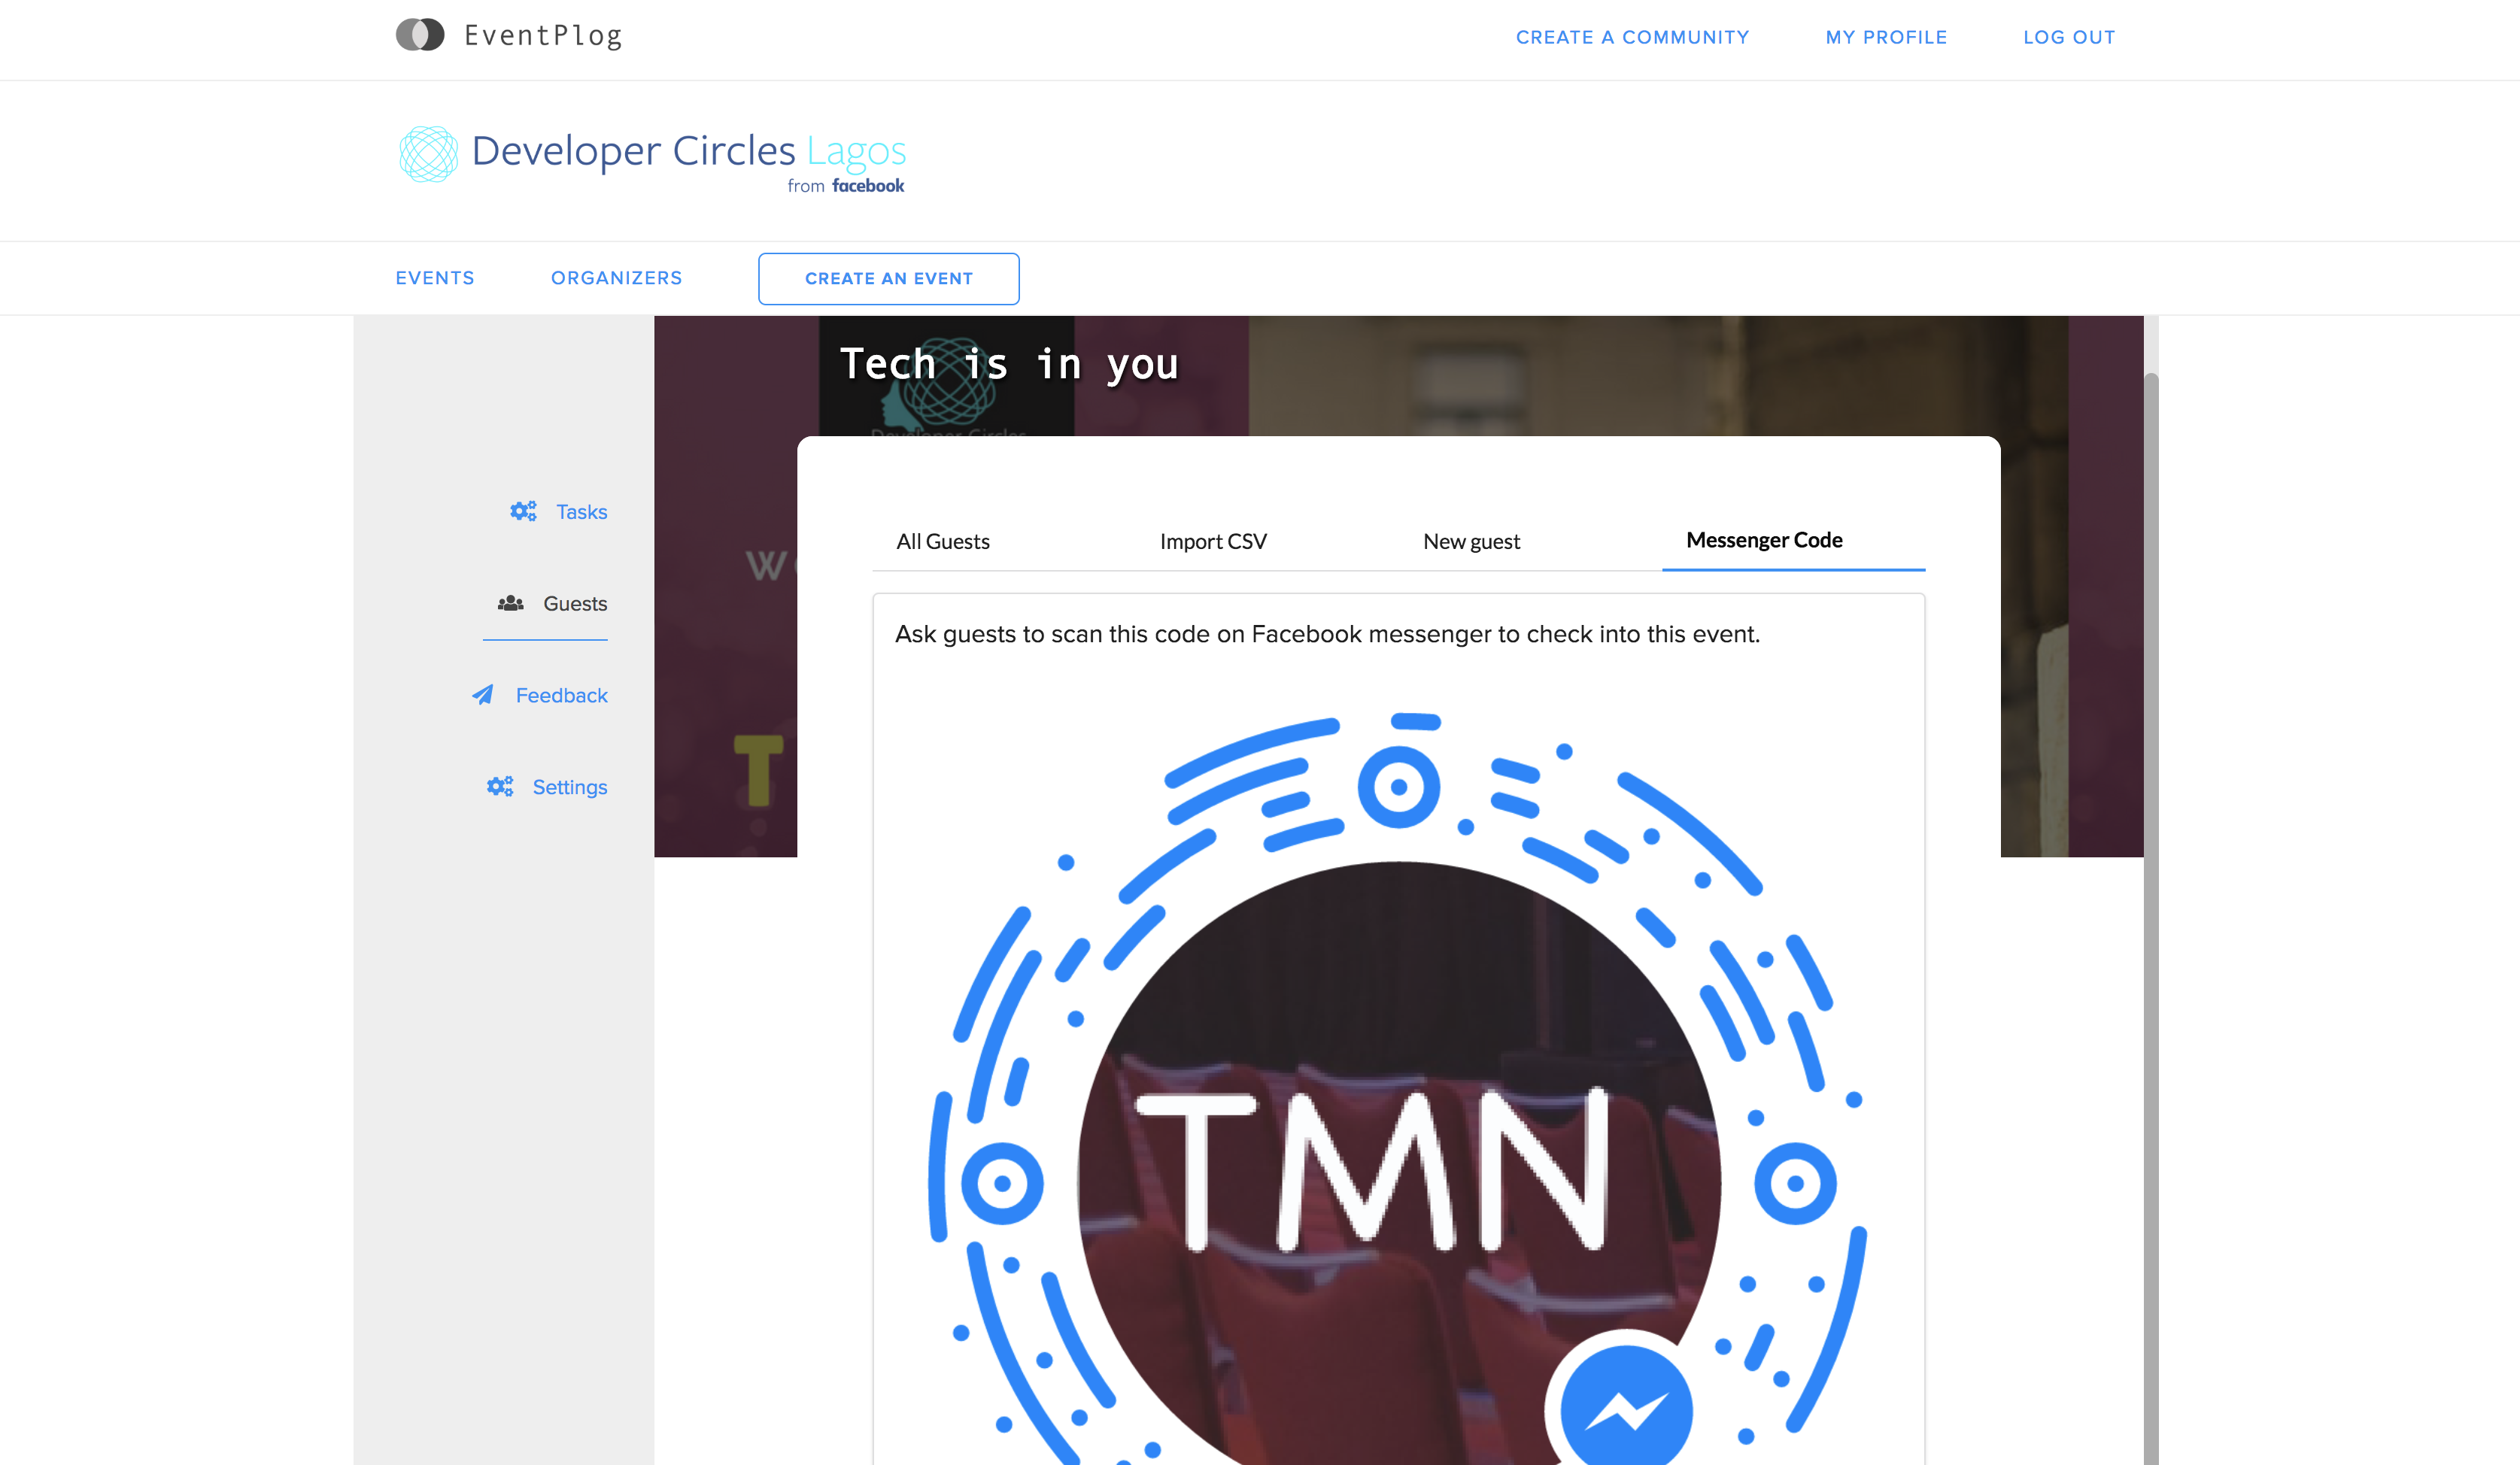 EventPlog
CREATE A COMMUNITY
MY PROFILE
LOG OUT
Developer Circles Lagos
from facebook
EVENTS
ORGANIZERS
CREATE AN EVENT
Tech is in you
Developer Circles
Tasks
Guests
Feedback
Settings
All Guests
Import CSV
New guest
Messenger Code
Ask guests to scan this code on Facebook messenger to check into this event.
TMN